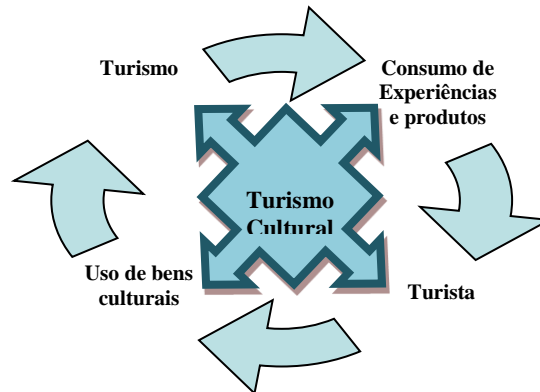 Turismo
Consumo de
Experiências
e produtos
Turismo
Cultural
Uso de bens
culturais
Turista